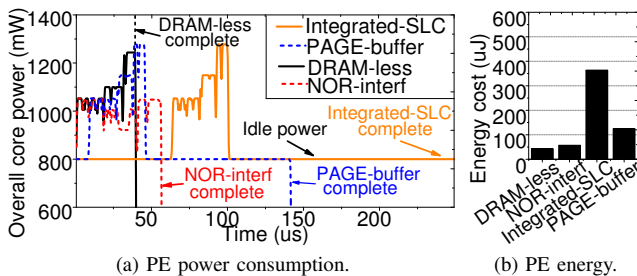 Overall core power (mW)
1400
1200
1000
800
600
DRAM-less
complete
Integrated-SLC
PAGE-buffer
DRAM-less
NOR-interf
Idle power
Integrated-SLC
complete
NOR-interf
complete
PAGE-buffer
complete
0
50
100
150
200
Time (us)
(a) PE power consumption.
Energy cost (uJ)
600
500
400
300
200
100
0
DRAM-less
NOR-interf
Integrated-SLC
PAGE-buffer
(b) PE energy.